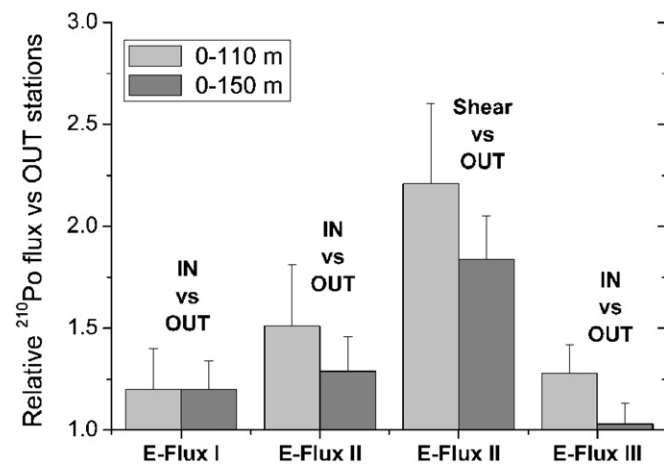 3.0
2.5
2.0
1.5
1.0
Relative ²¹⁰Po flux vs OUT stations
0-110 m
0-150 m
IN
vs
OUT
IN
vs
OUT
Shear
vs
OUT
IN
vs
OUT
E-Flux I
E-Flux II
E-Flux II
E-Flux III